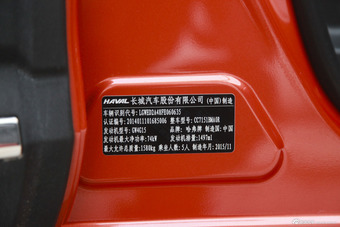 HAVAL 长城汽车股份有限公司 (中国) 制造
车辆识别代号: LGWED2A48FE060635
认证编号: 2014011101685006 整车型号: CC7151BM60R
发动机型号: GW4G15 品牌: 哈弗牌 制造国: 中国
发动机最大净功率: 74kW 发动机排量: 1497ml
最大允许总质量: 1580kg 乘坐人数: 5人 制造年月: 2015/11